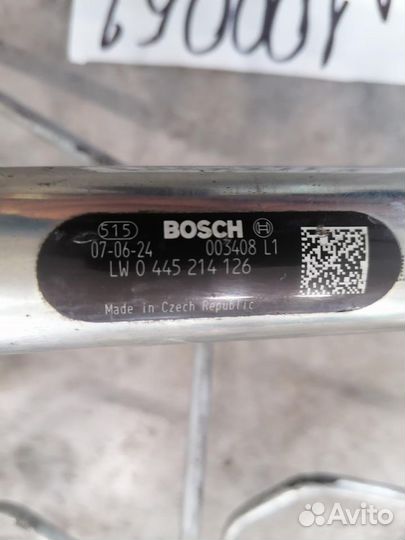 515 BOSCH
07-06-24 003408 L1
LW 0 445 214 126
Made in Czech Republic
Avito